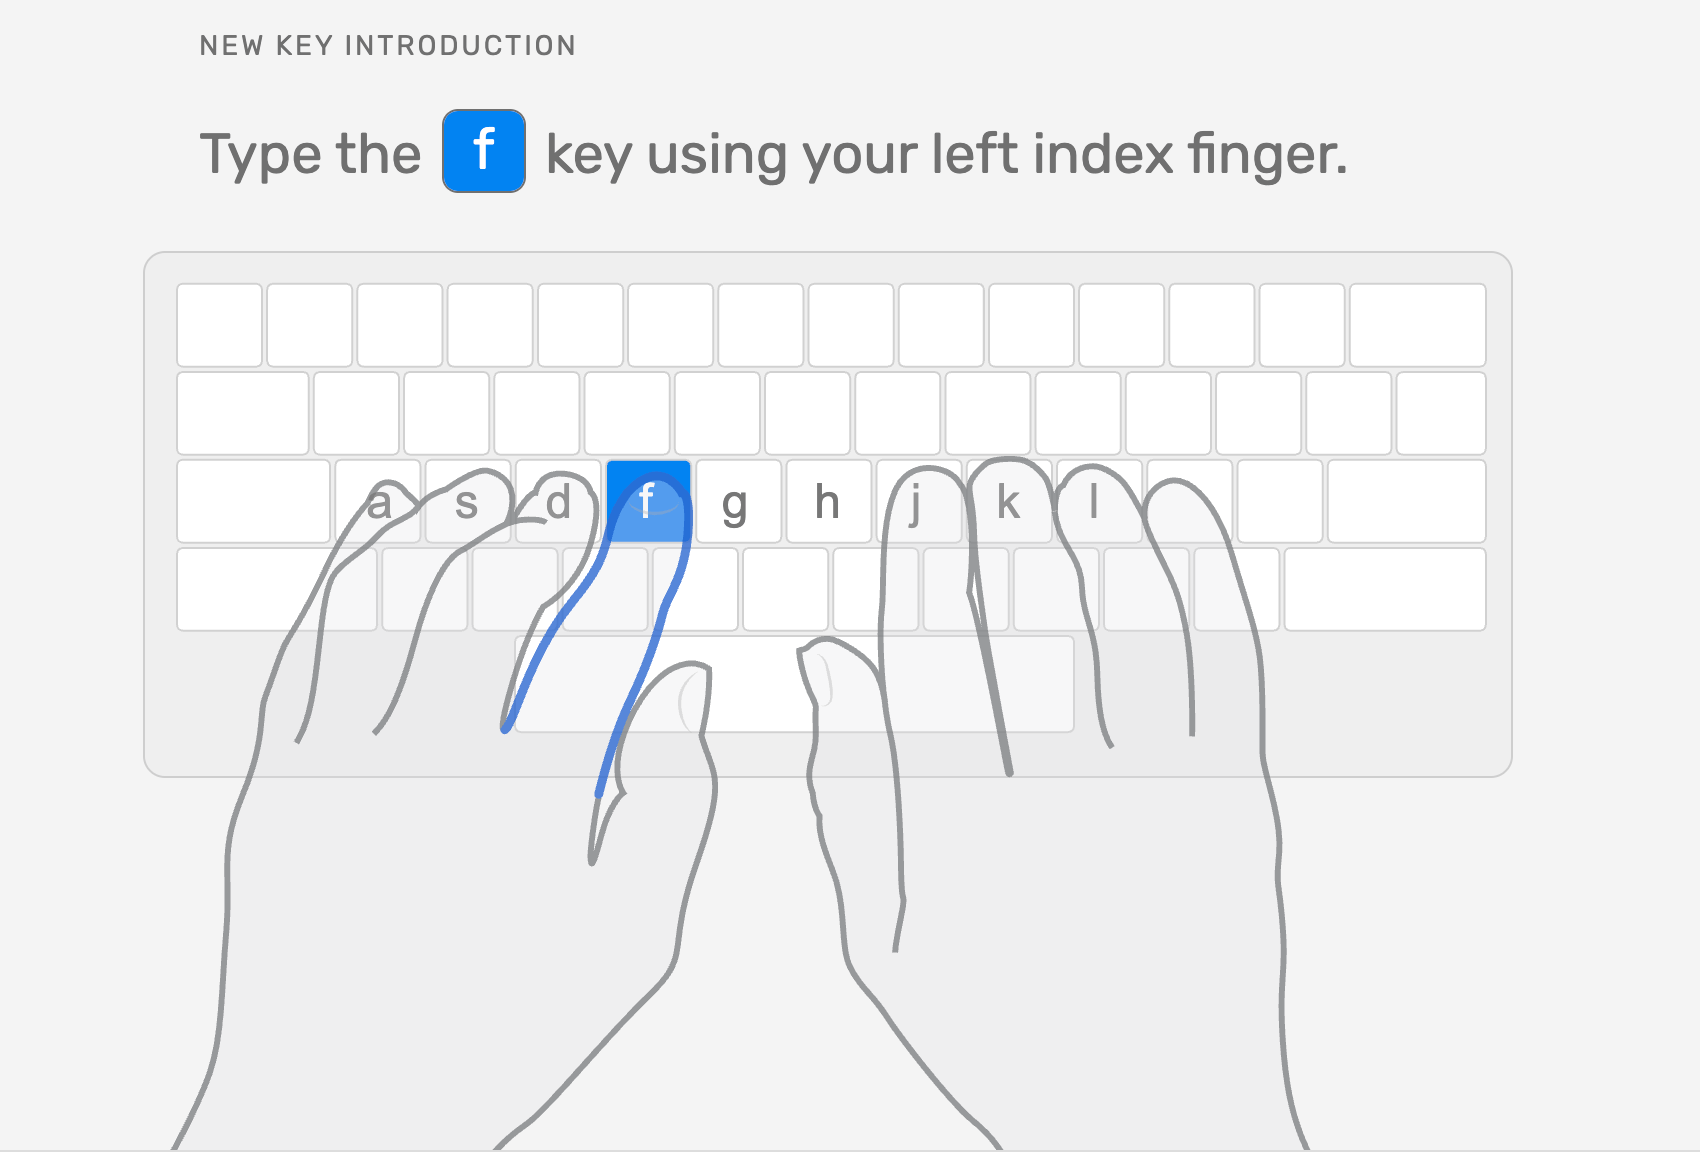 NEW KEY INTRODUCTION
Type the f key using your left index finger.
a s d f g h j k l